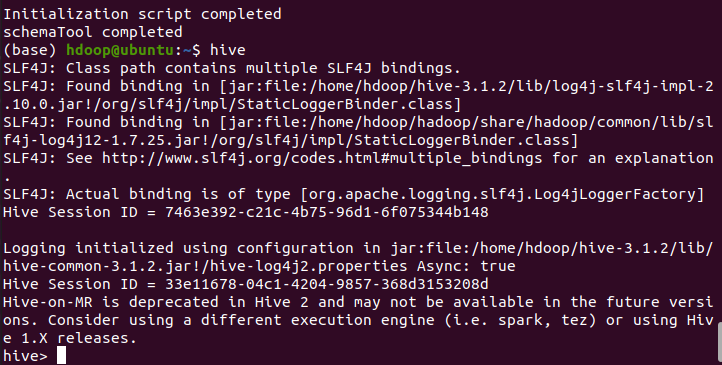 Initialization script completed
schemaTool completed
(base) hdoop@ubuntu:~$ hive
SLF4J: Class path contains multiple SLF4J bindings.
SLF4J: Found binding in [jar:file:/home/hdoop/hive-3.1.2/lib/log4j-slf4j-impl-2
.10.0.jar!/org/slf4j/impl/StaticLoggerBinder.class]
SLF4J: Found binding in [jar:file:/home/hdoop/hadoop/share/hadoop/common/lib/sl
f4j-log4j12-1.7.25.jar!/org/slf4j/impl/StaticLoggerBinder.class]
SLF4J: See http://www.slf4j.org/codes.html#multiple_bindings for an explanation
.
SLF4J: Actual binding is of type [org.apache.logging.slf4j.Log4jLoggerFactory]
Hive Session ID = 7463e392-c21c-4b75-96d1-6f075344b148
Logging initialized using configuration in jar:file:/home/hdoop/hive-3.1.2/lib/
hive-common-3.1.2.jar!/hive-log4j2.properties Async: true
Hive Session ID = 33e11678-04c1-4204-9857-368d3153208d
Hive-on-MR is deprecated in Hive 2 and may not be available in the future versi
ons. Consider using a different execution engine (i.e. spark, tez) or using Hiv
e 1.X releases.
hive>